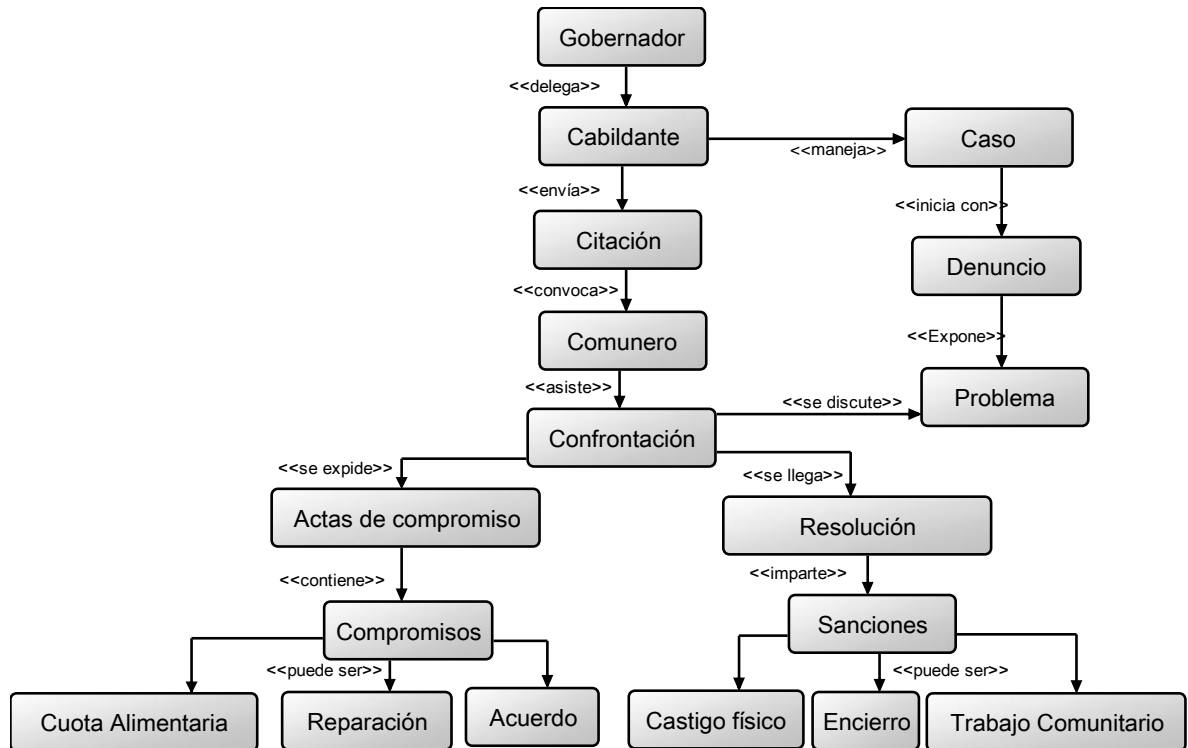 Gobernador
<<delega>>
Cabildante
<<maneja>>
Caso
<<envía>>
<<inicia con>>
Citación
Denuncio
<<convoca>>
<<Expone>>
Comunero
<<asiste>>
<<se discute>>
Problema
Confrontación
<<se expide>>
<<se llega>>
Actas de compromiso
Resolución
<<contiene>>
<<imparte>>
Compromisos
Sanciones
<<puede ser>>
<<puede ser>>
Cuota Alimentaria
Reparación
Acuerdo
Castigo físico
Encierro
Trabajo Comunitario